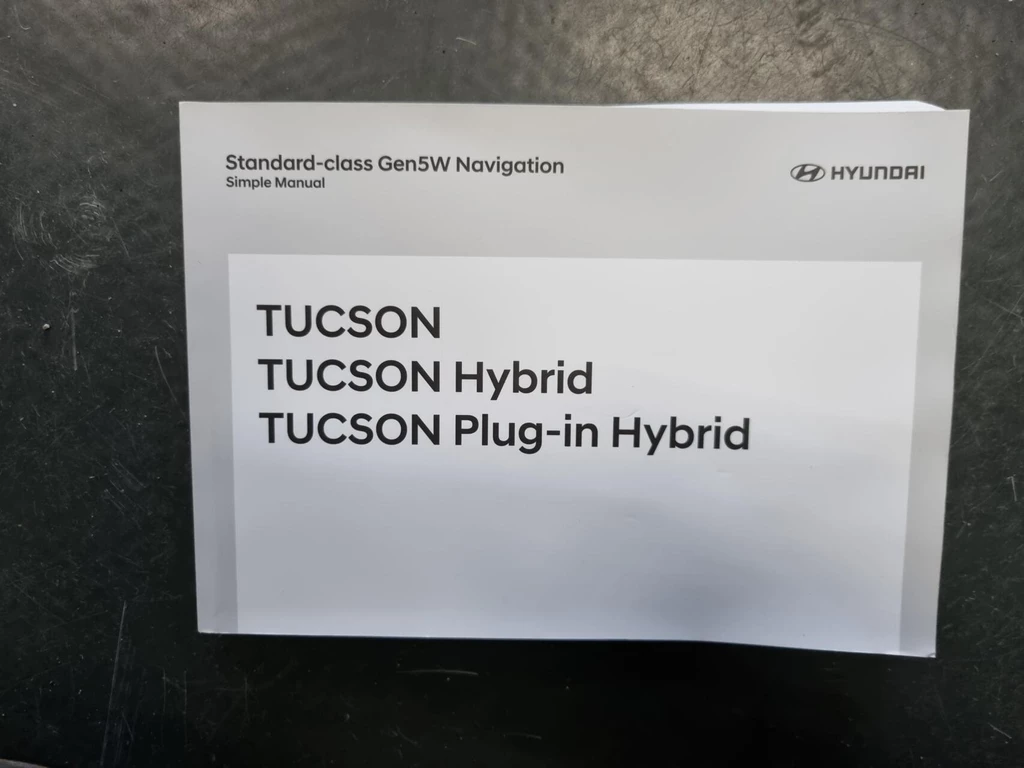 Standard-class Gen5W Navigation
Simple Manual
HYUNDAI
TUCSON
TUCSON Hybrid
TUCSON Plug-in Hybrid